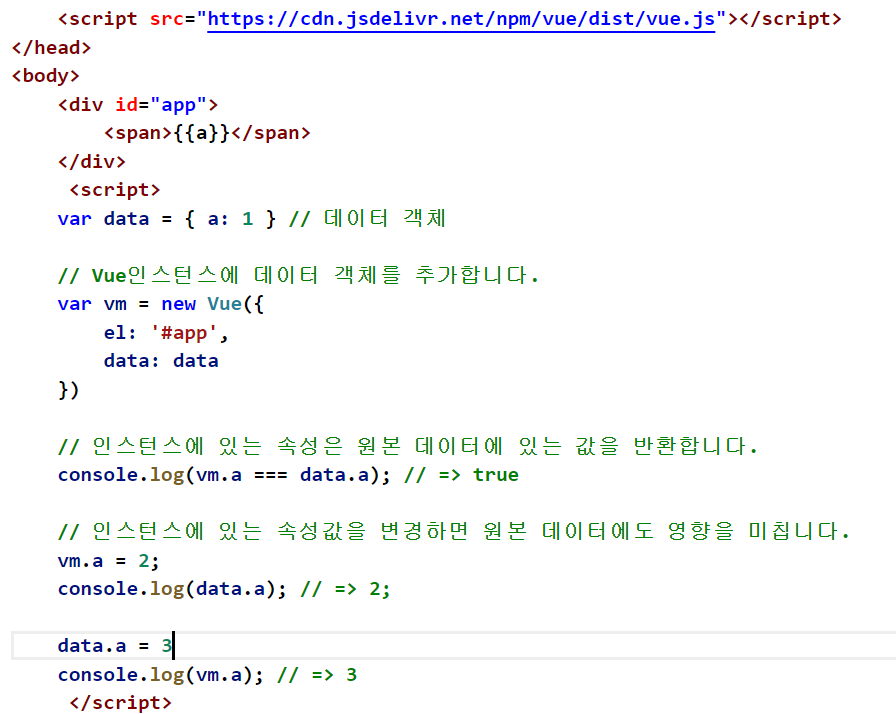 <script src="https://cdn.jsdelivr.net/npm/vue/dist/vue.js"></script>
</head>
<body>
<div id="app">
<span>{{a}}</span>
</div>
<script>
var data = { a: 1 } // 데이터 객체
// Vue인스턴스에 데이터 객체를 추가합니다.
var vm = new Vue({
el: '#app',
data: data
})
// 인스턴스에 있는 속성은 원본 데이터에 있는 값을 반환합니다.
console.log(vm.a === data.a); // => true
// 인스턴스에 있는 속성값을 변경하면 원본 데이터에도 영향을 미칩니다.
vm.a = 2;
console.log(data.a); // => 2;
data.a = 3
console.log(vm.a); // => 3
</script>